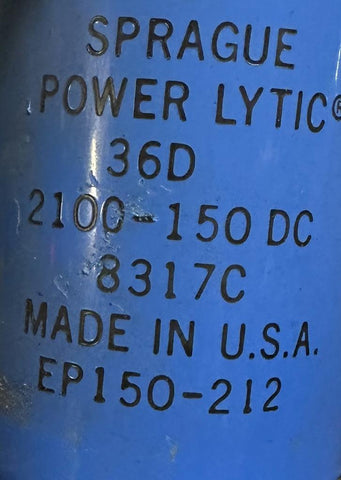 SPRAGUE
POWER LYTIC®
36D
2100-150 DC
8317C
MADE IN U.S.A.
EP150-212